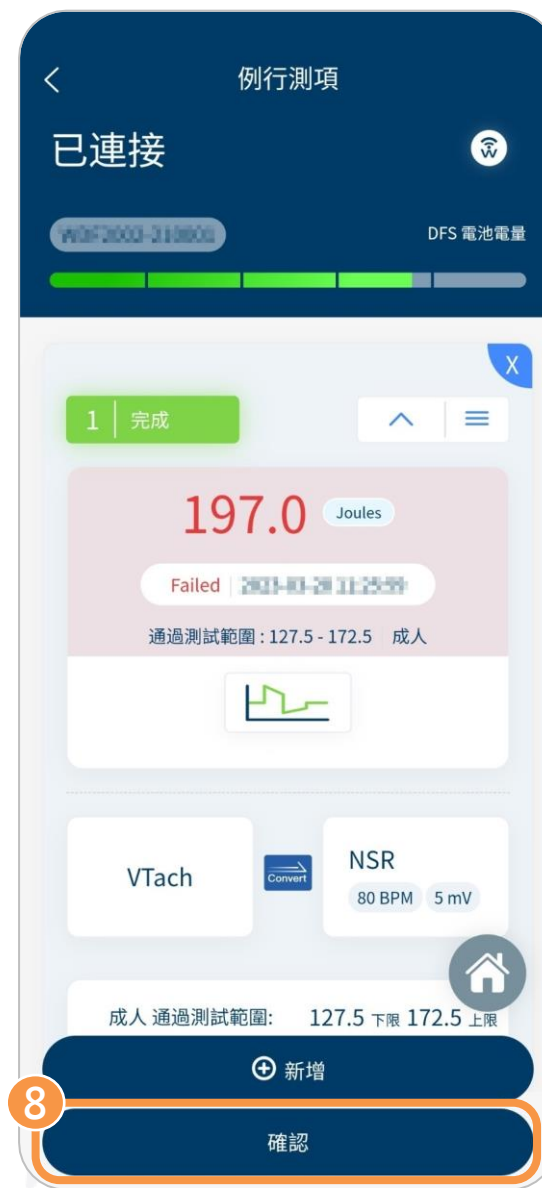 例行測項
已連接
DFS 電池電量
X
1 完成
197.0 Joules
Failed
通過測試範圍 : 127.5 - 172.5 成人
VTach
Convert
NSR
80 BPM 5 mV
成人 通過測試範圍: 127.5 下限 172.5 上限
新增
8
確認